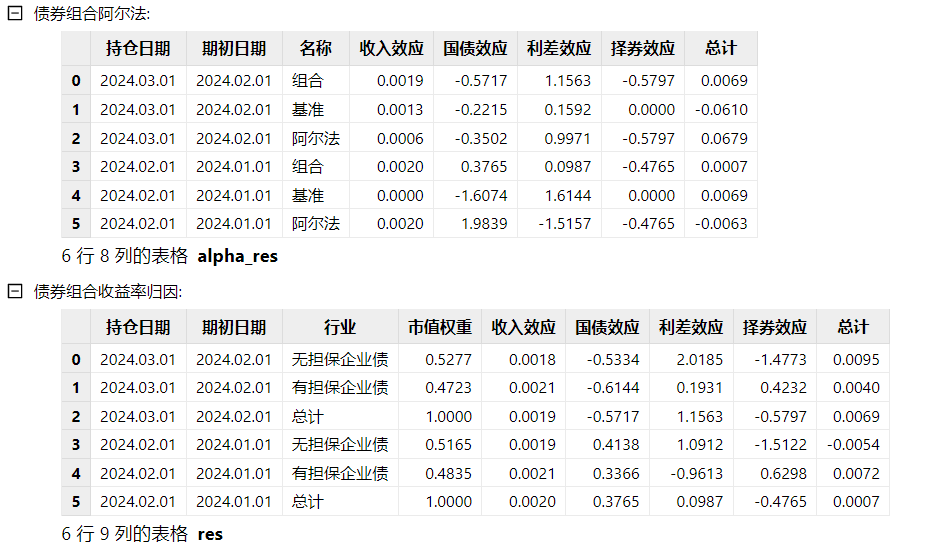 债券组合阿尔法:
持仓日期 期初日期 名称 收入效应 国债效应 利差效应 择券效应 总计
0 2024.03.01 2024.02.01 组合 0.0019 -0.5717 1.1563 -0.5797 0.0069
1 2024.03.01 2024.02.01 基准 0.0013 -0.2215 0.1592 0.0000 -0.0610
2 2024.03.01 2024.02.01 阿尔法 0.0006 -0.3502 0.9971 -0.5797 0.0679
3 2024.02.01 2024.01.01 组合 0.0020 0.3765 0.0987 -0.4765 0.0007
4 2024.02.01 2024.01.01 基准 0.0000 -1.6074 1.6144 0.0000 0.0069
5 2024.02.01 2024.01.01 阿尔法 0.0020 1.9839 -1.5157 -0.4765 -0.0063
6 行 8 列的表格 alpha_res
债券组合收益率归因:
持仓日期 期初日期 行业 市值权重 收入效应 国债效应 利差效应 择券效应 总计
0 2024.03.01 2024.02.01 无担保企业债 0.5277 0.0018 -0.5334 2.0185 -1.4773 0.0095
1 2024.03.01 2024.02.01 有担保企业债 0.4723 0.0021 -0.6144 0.1931 0.4232 0.0040
2 2024.03.01 2024.02.01 总计 1.0000 0.0019 -0.5717 1.1563 -0.5797 0.0069
3 2024.02.01 2024.01.01 无担保企业债 0.5165 0.0019 0.4138 1.0912 -1.5122 -0.0054
4 2024.02.01 2024.01.01 有担保企业债 0.4835 0.0021 0.3366 -0.9613 0.6298 0.0072
5 2024.02.01 2024.01.01 总计 1.0000 0.0020 0.3765 0.0987 -0.4765 0.0007
6 行 9 列的表格 res